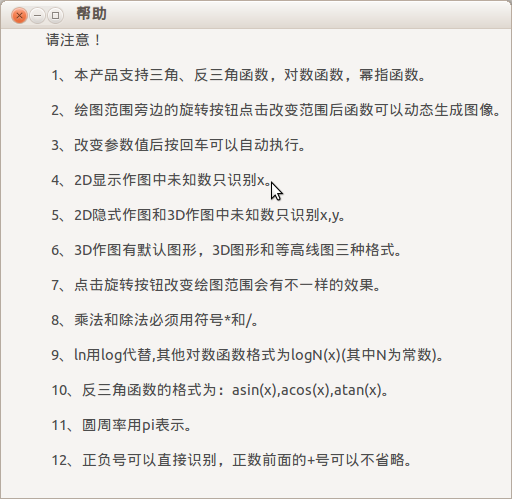 帮助
请注意！
1、本产品支持三角、反三角函数，对数函数，幂指函数。
2、绘图范围旁边的旋转按钮点击改变范围后函数可以动态生成图像。
3、改变参数值后按回车可以自动执行。
4、2D显示作图中未知数只识别x。
5、2D隐式作图和3D作图中未知数只识别x,y。
6、3D作图有默认图形，3D图形和等高线图三种格式。
7、点击旋转按钮改变绘图范围会有不一样的效果。
8、乘法和除法必须用符号*和/。
9、ln用log代替,其他对数函数格式为logN(x)(其中N为常数)。
10、反三角函数的格式为：asin(x),acos(x),atan(x)。
11、圆周率用pi表示。
12、正负号可以直接识别，正数前面的+号可以不省略。